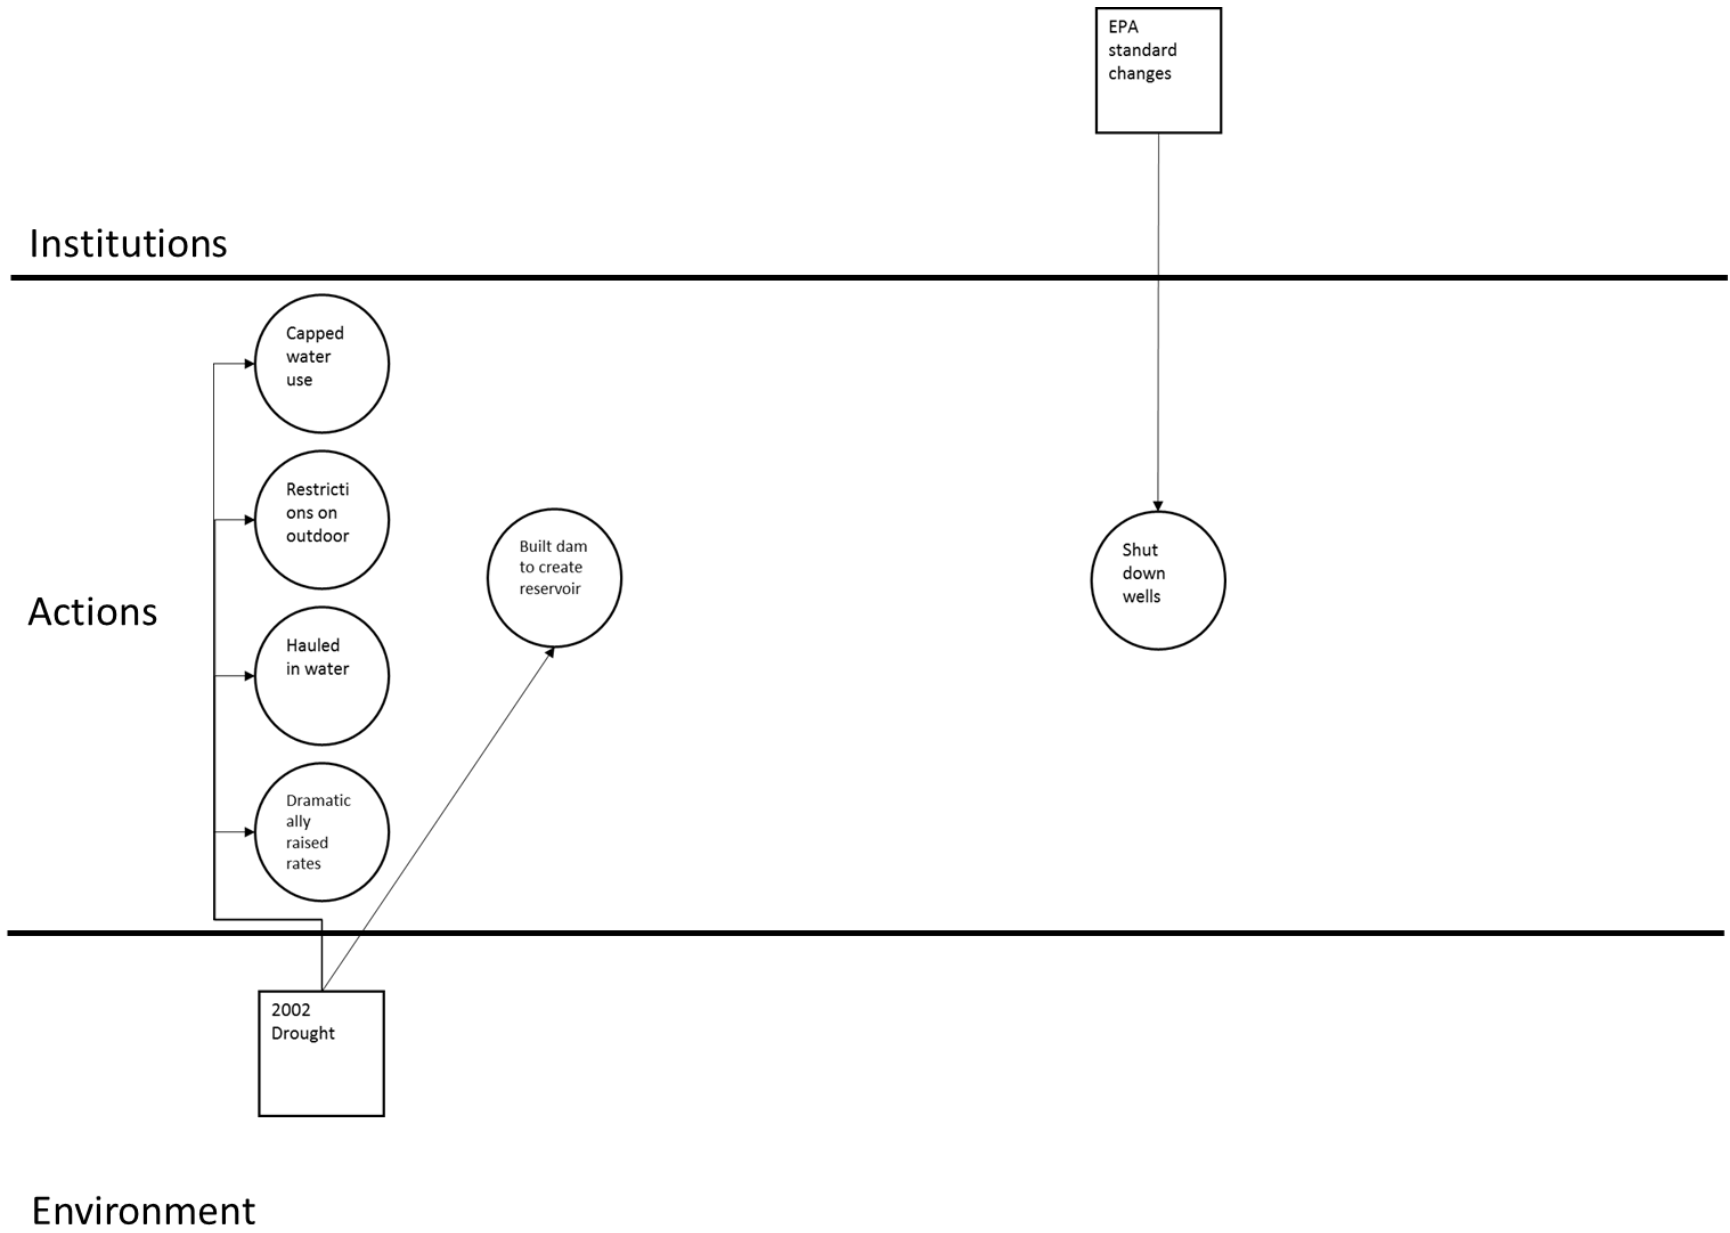 EPA
standard
changes
Institutions
Capped
water
use
Restricti
ons on
outdoor
Built dam
to create
reservoir
Shut
down
wells
Actions
Hauled
in water
Dramatic
ally
raised
rates
2002
Drought
Environment